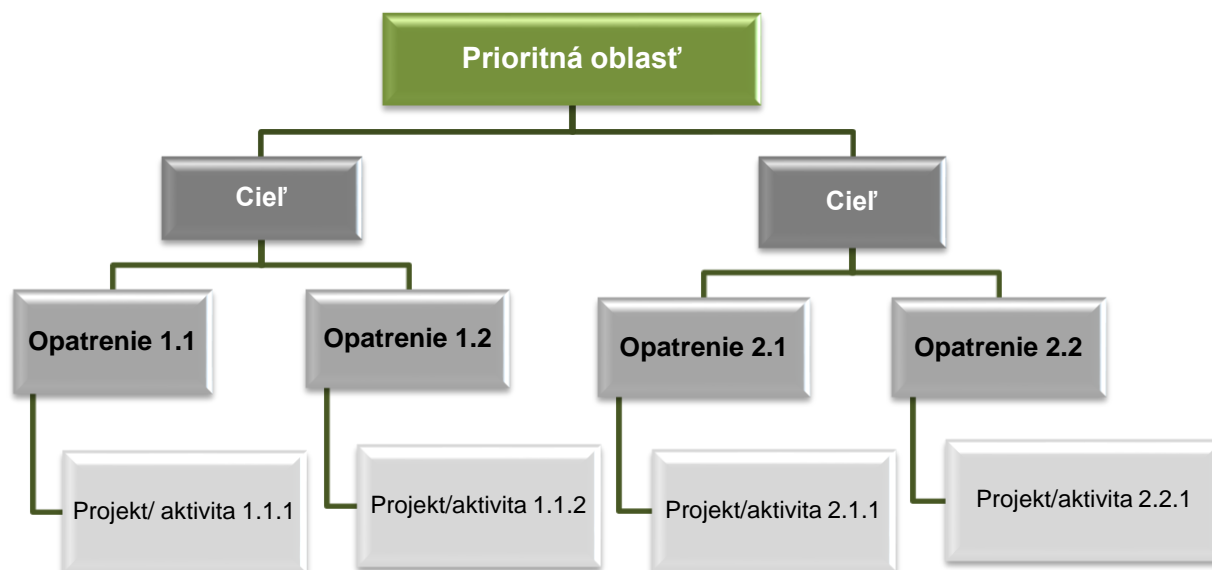 Prioritná oblasť
Cieľ
Cieľ
Opatrenie 1.1
Opatrenie 1.2
Opatrenie 2.1
Opatrenie 2.2
Projekt/ aktivita 1.1.1
Projekt/aktivita 1.1.2
Projekt/aktivita 2.1.1
Projekt/aktivita 2.2.1